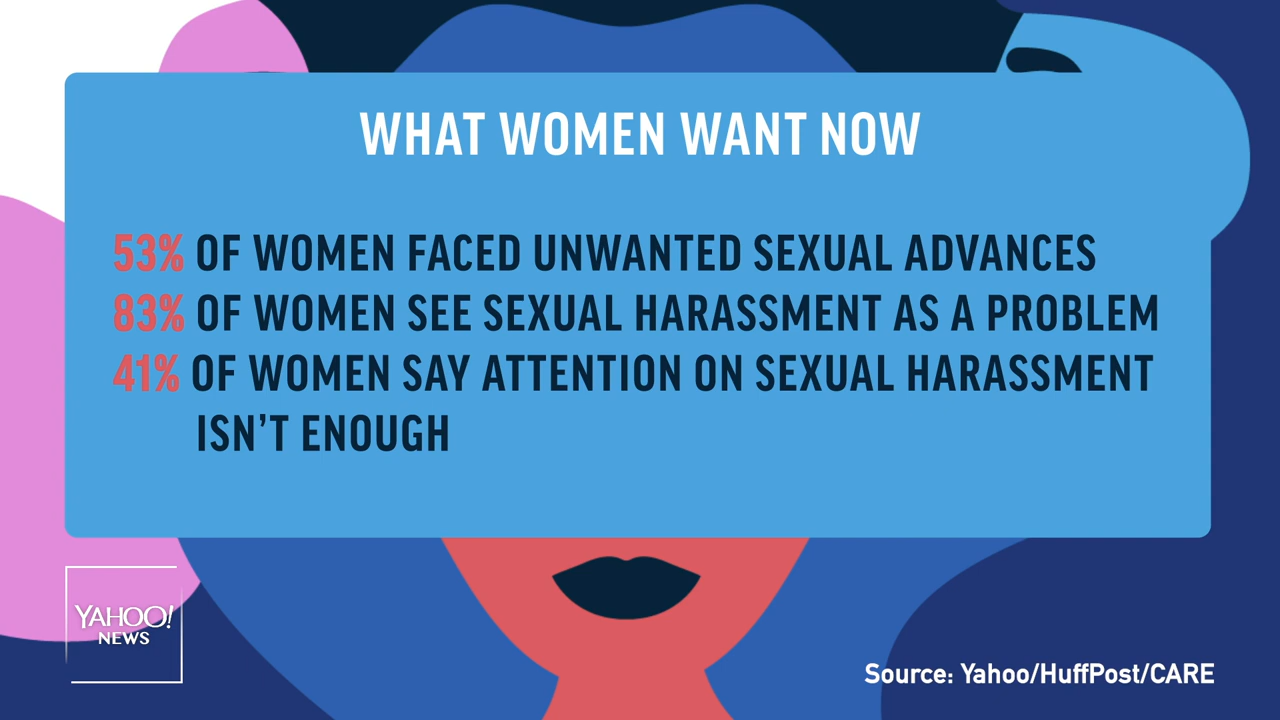 WHAT WOMEN WANT NOW
53% OF WOMEN FACED UNWANTED SEXUAL ADVANCES
83% OF WOMEN SEE SEXUAL HARASSMENT AS A PROBLEM
41% OF WOMEN SAY ATTENTION ON SEXUAL HARASSMENT
ISN’T ENOUGH
YAHOO!
NEWS
Source: Yahoo/HuffPost/CARE